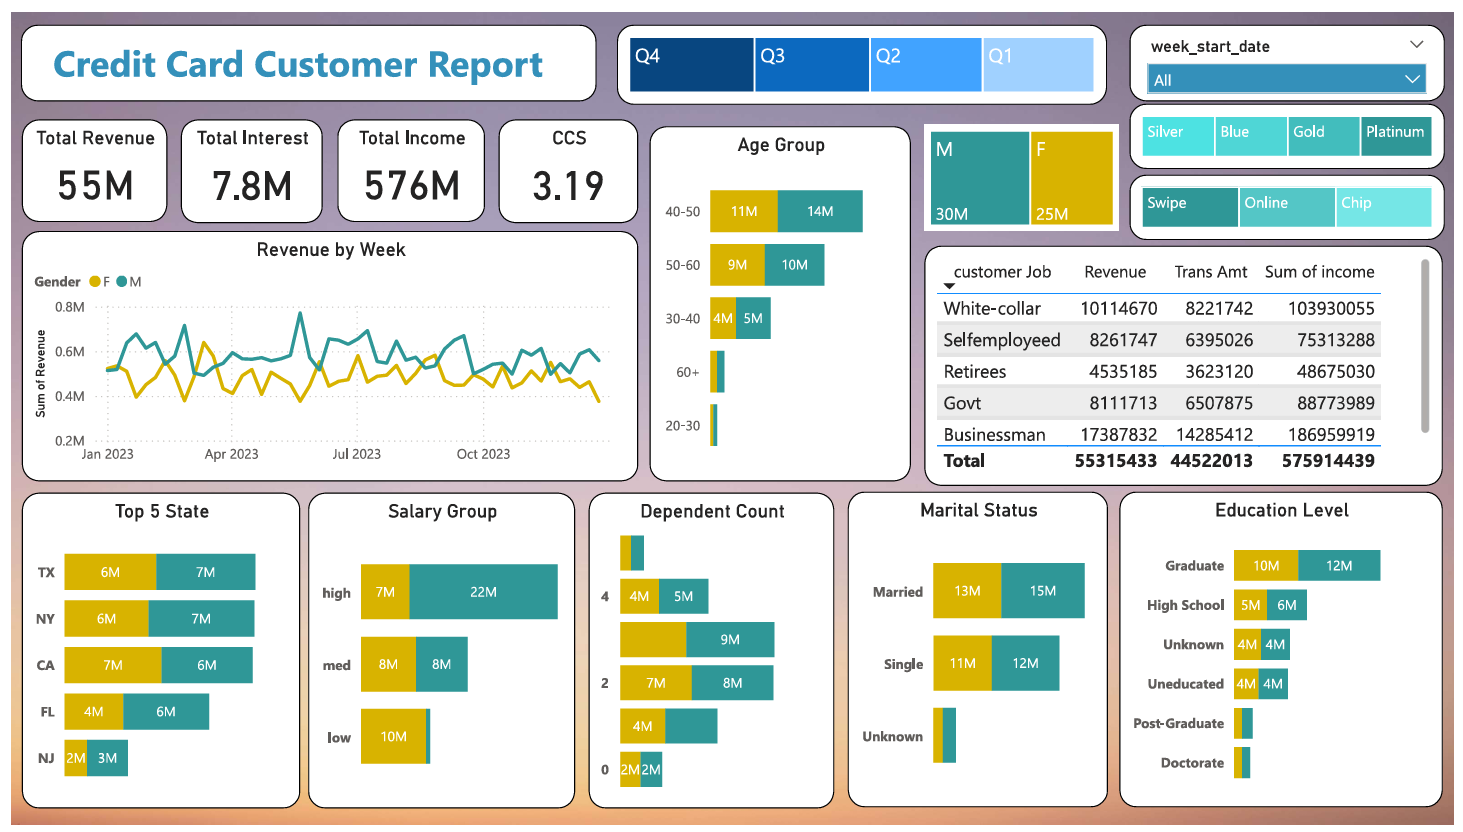 Credit Card Customer Report
Q4 Q3 Q2 Q1
week_start_date
All
Silver Blue Gold Platinum
Swipe Online Chip
Total Revenue
55M
Total Interest
7.8M
Total Income
576M
CCS
3.19
Age Group
40-50 11M 14M
50-60 9M 10M
30-40 4M 5M
60+
20-30
M F
30M 25M
Revenue by Week
Gender F M
Sum of Revenue
0.8M
0.6M
0.4M
0.2M
Jan 2023 Apr 2023 Jul 2023 Oct 2023
customer Job Revenue Trans Amt Sum of income
White-collar 10114670 8221742 103930055
Selfemployeed 8261747 6395026 75313288
Retirees 4535185 3623120 48675030
Govt 8111713 6507875 88773989
Businessman 17387832 14285412 186959919
Total 55315433 44522013 575914439
Top 5 State
TX 6M 7M
NY 6M 7M
CA 7M 6M
FL 4M 6M
NJ 2M 3M
Salary Group
high 7M 22M
med 8M 8M
low 10M
Dependent Count
4 4M 5M
9M
2 7M 8M
4M
0 2M 2M
Marital Status
Married 13M 15M
Single 11M 12M
Unknown
Education Level
Graduate 10M 12M
High School 5M 6M
Unknown 4M 4M
Uneducated 4M 4M
Post-Graduate
Doctorate